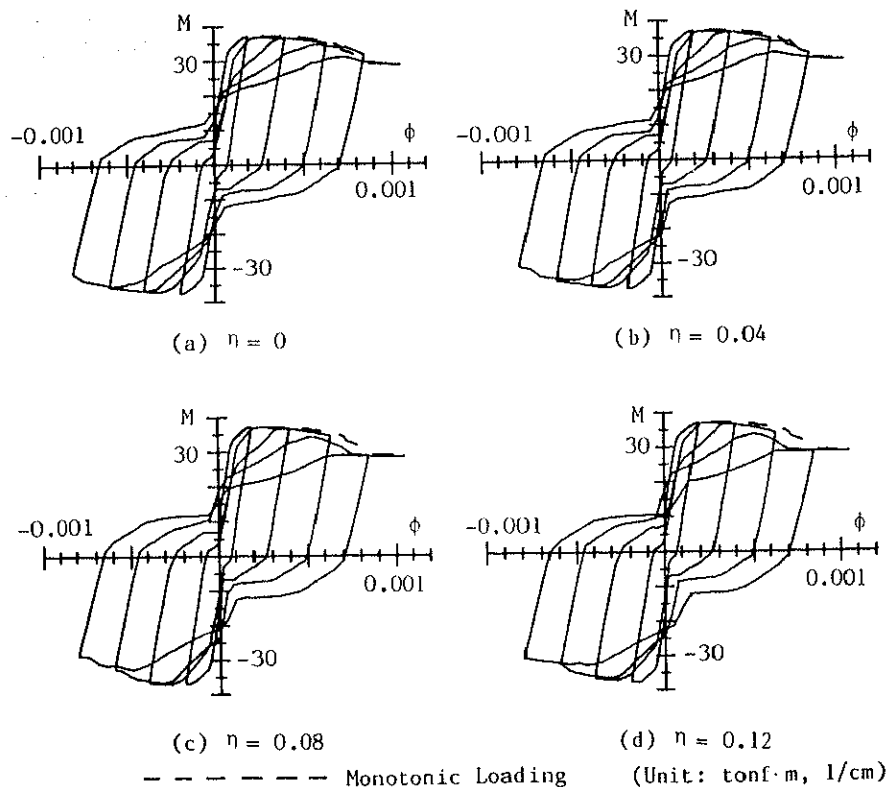 M
30
-0.001
ϕ
0.001
-30
(a) η = 0
M
30
-0.001
ϕ
0.001
-30
(b) η = 0.04
M
30
-0.001
ϕ
0.001
-30
(c) η = 0.08
M
30
-0.001
ϕ
0.001
-30
(d) η = 0.12
— — — — — Monotonic Loading (Unit: tonf·m, 1/cm)